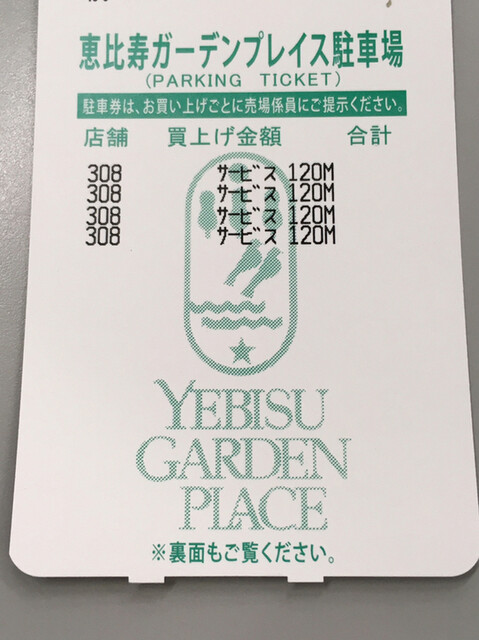 恵比寿ガーデンプレイス駐車場
(PARKING TICKET)
駐車券は、お買い上げごとに売場係員にご提示ください。
店舗 買上げ金額 合計
308 サービス 120M
308 サービス 120M
308 サービス 120M
308 サービス 120M
YEBISU
GARDEN
PLACE
※裏面もご覧ください。